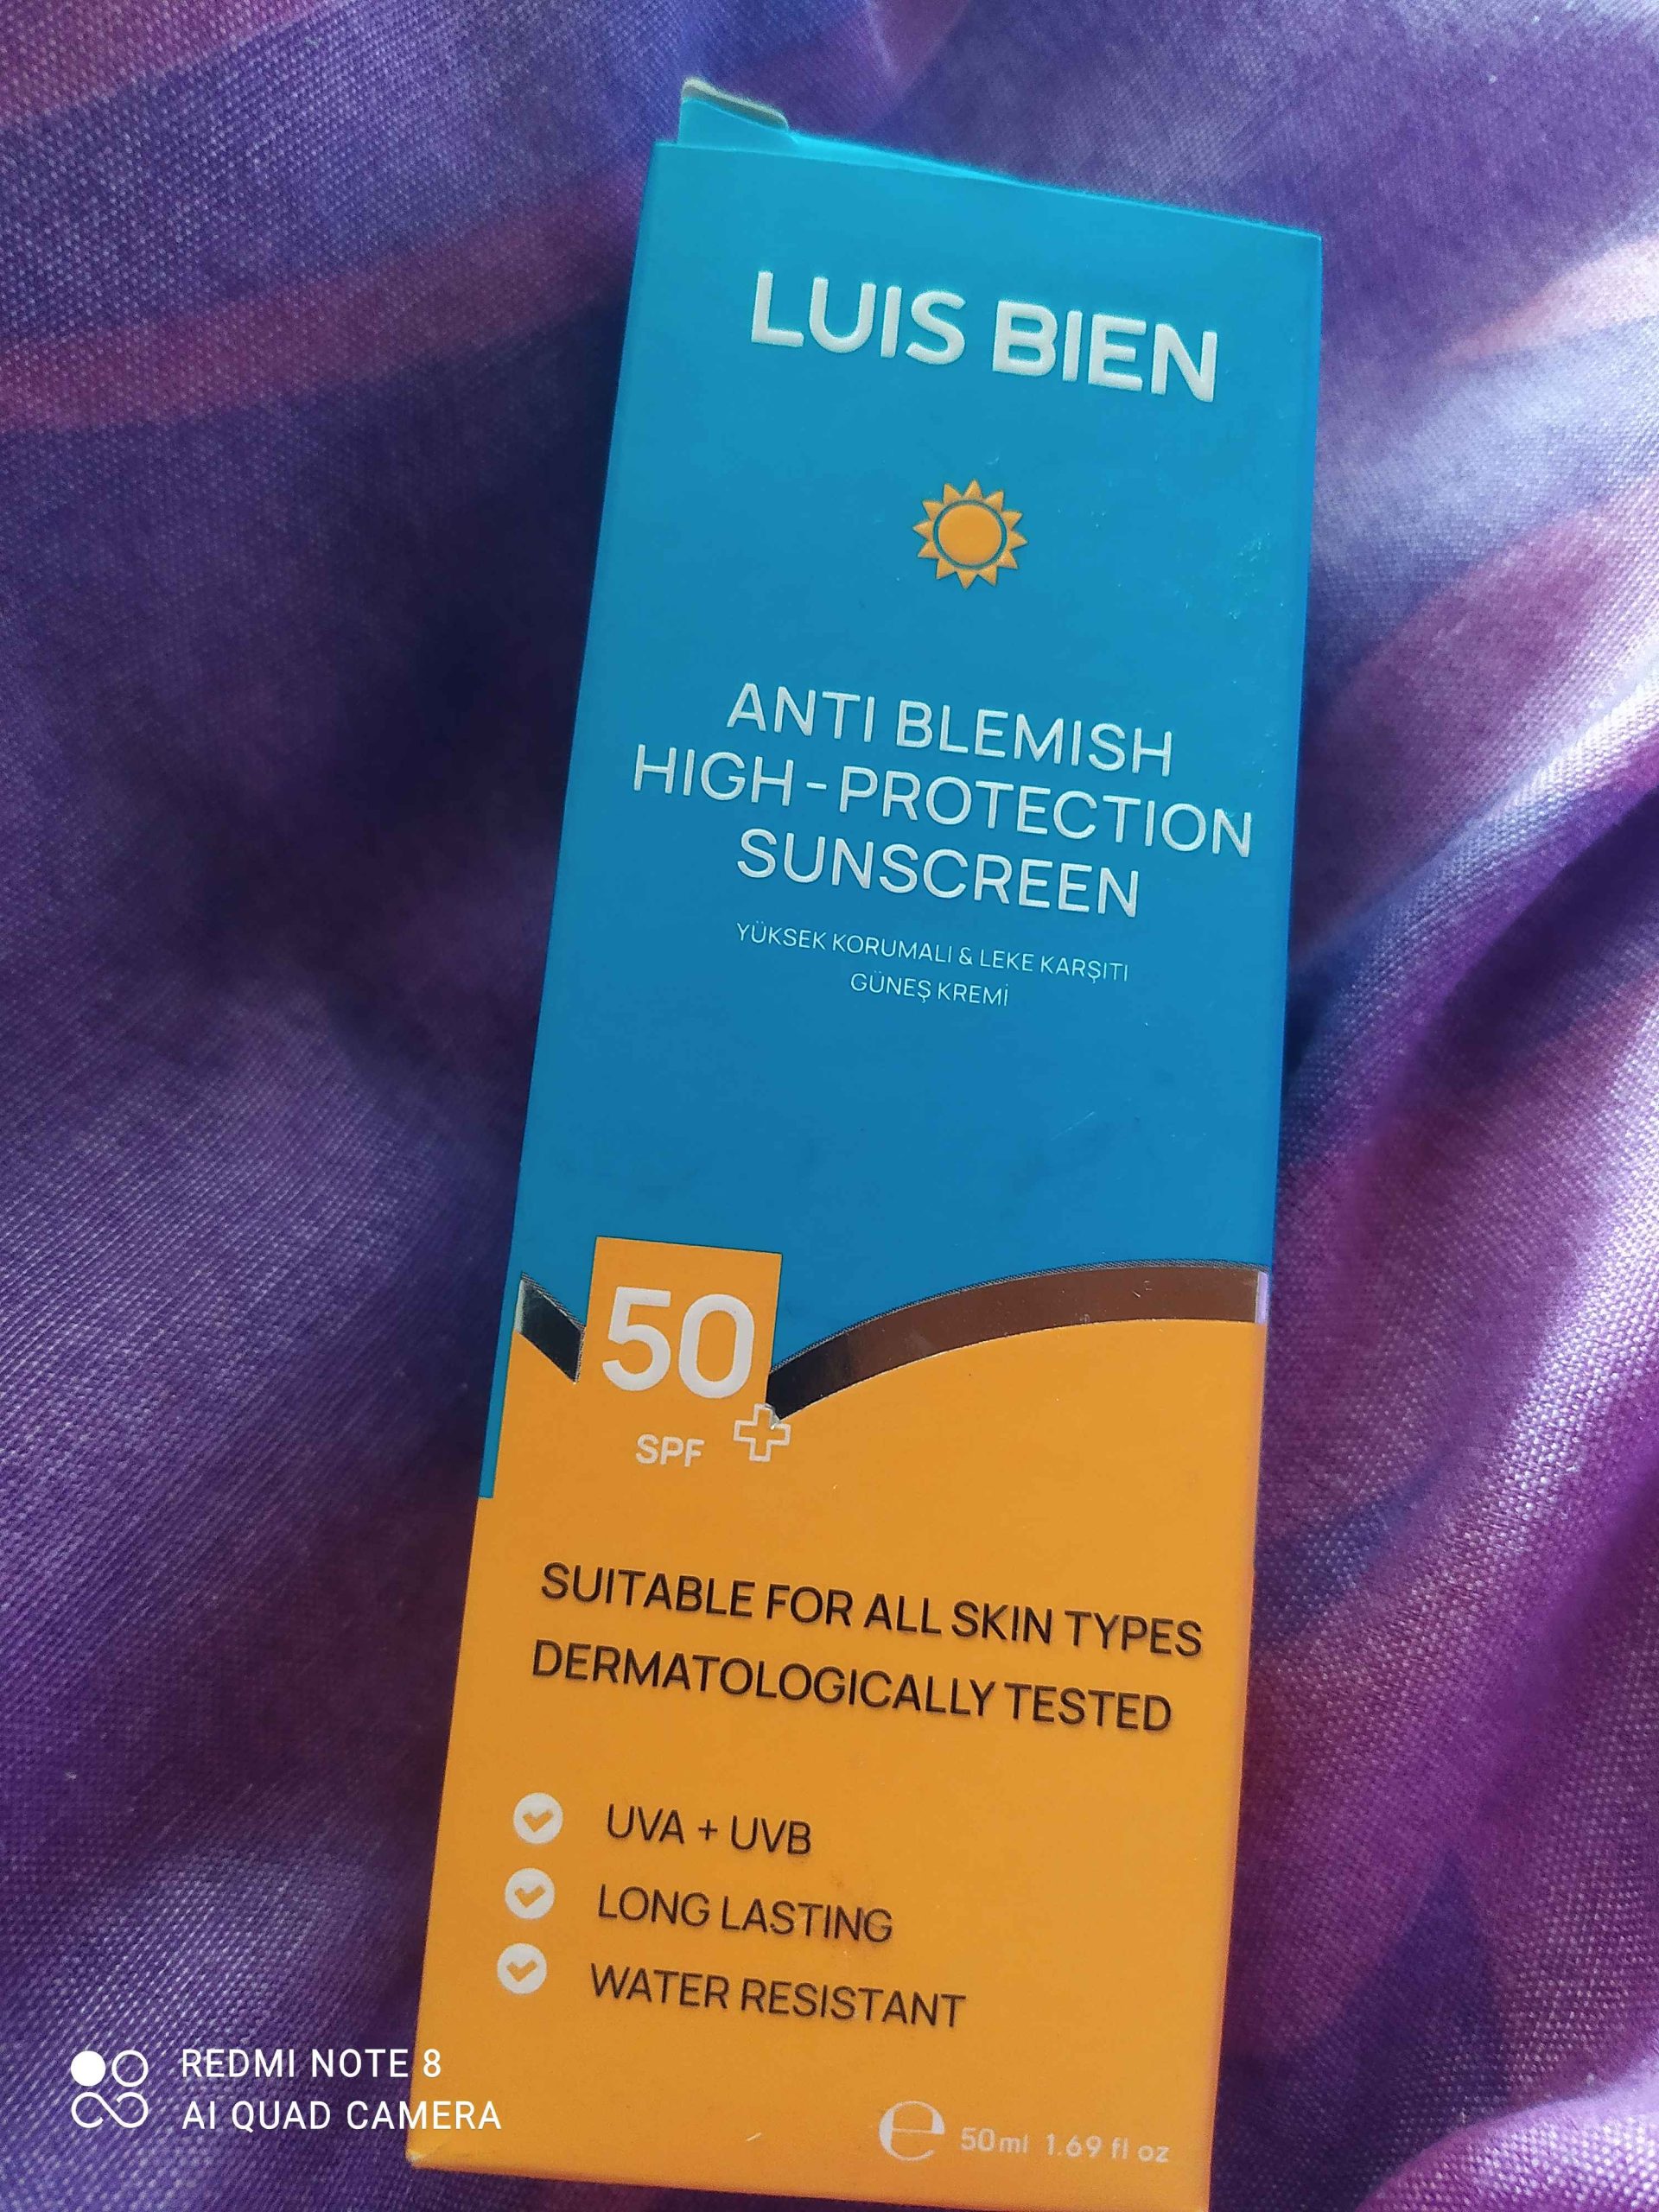 LUIS BIEN
ANTI BLEMISH
HIGH-PROTECTION
SUNSCREEN
YÜKSEK KORUMALI & LEKE KARŞITI
GÜNEŞ KREMİ
50
SPF +
SUITABLE FOR ALL SKIN TYPES
DERMATOLOGICALLY TESTED
UVA + UVB
LONG LASTING
WATER RESISTANT
e 50ml 1.69 fl oz
REDMI NOTE 8
AI QUAD CAMERA